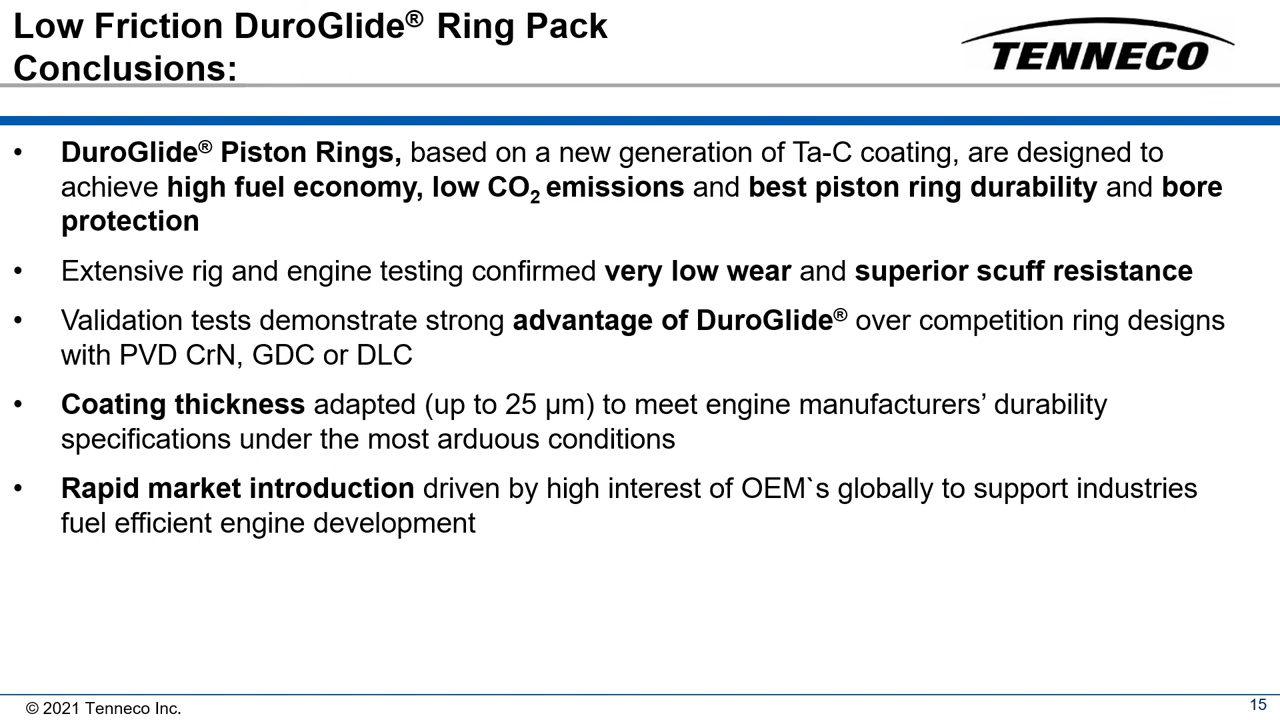 Low Friction DuroGlide® Ring Pack
Conclusions:
TENNECO
• DuroGlide® Piston Rings, based on a new generation of Ta-C coating, are designed to
achieve high fuel economy, low CO₂ emissions and best piston ring durability and bore
protection
• Extensive rig and engine testing confirmed very low wear and superior scuff resistance
• Validation tests demonstrate strong advantage of DuroGlide® over competition ring designs
with PVD CrN, GDC or DLC
• Coating thickness adapted (up to 25 µm) to meet engine manufacturers’ durability
specifications under the most arduous conditions
• Rapid market introduction driven by high interest of OEM`s globally to support industries
fuel efficient engine development
© 2021 Tenneco Inc.
15